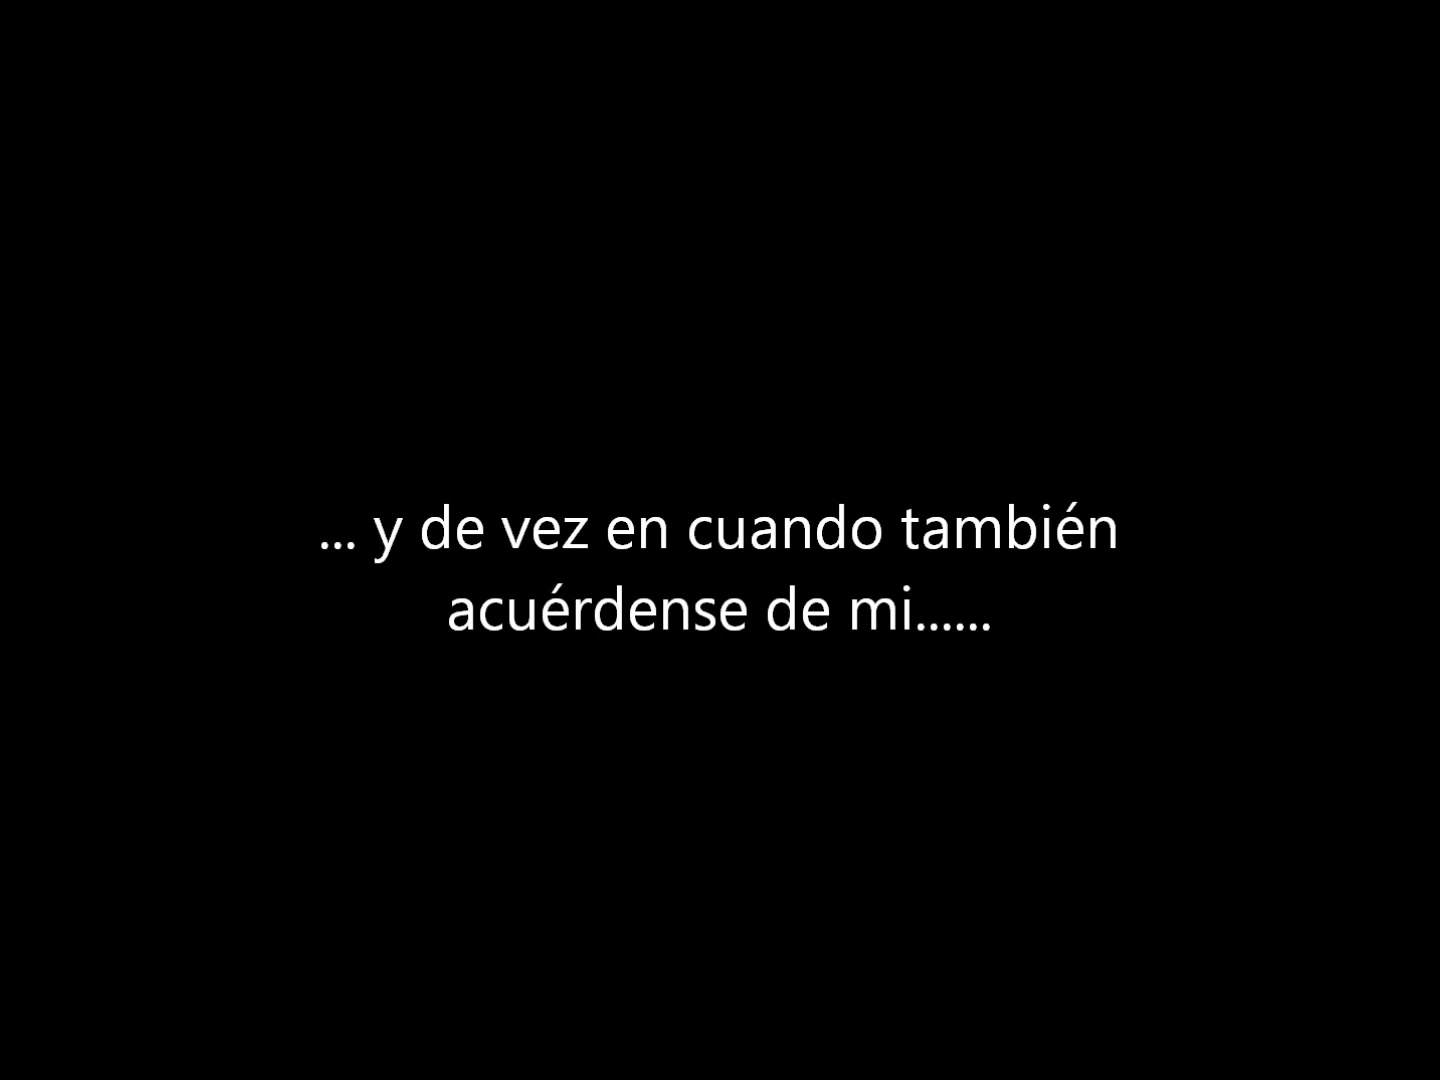 ... y de vez en cuando también
acuérdense de mi......